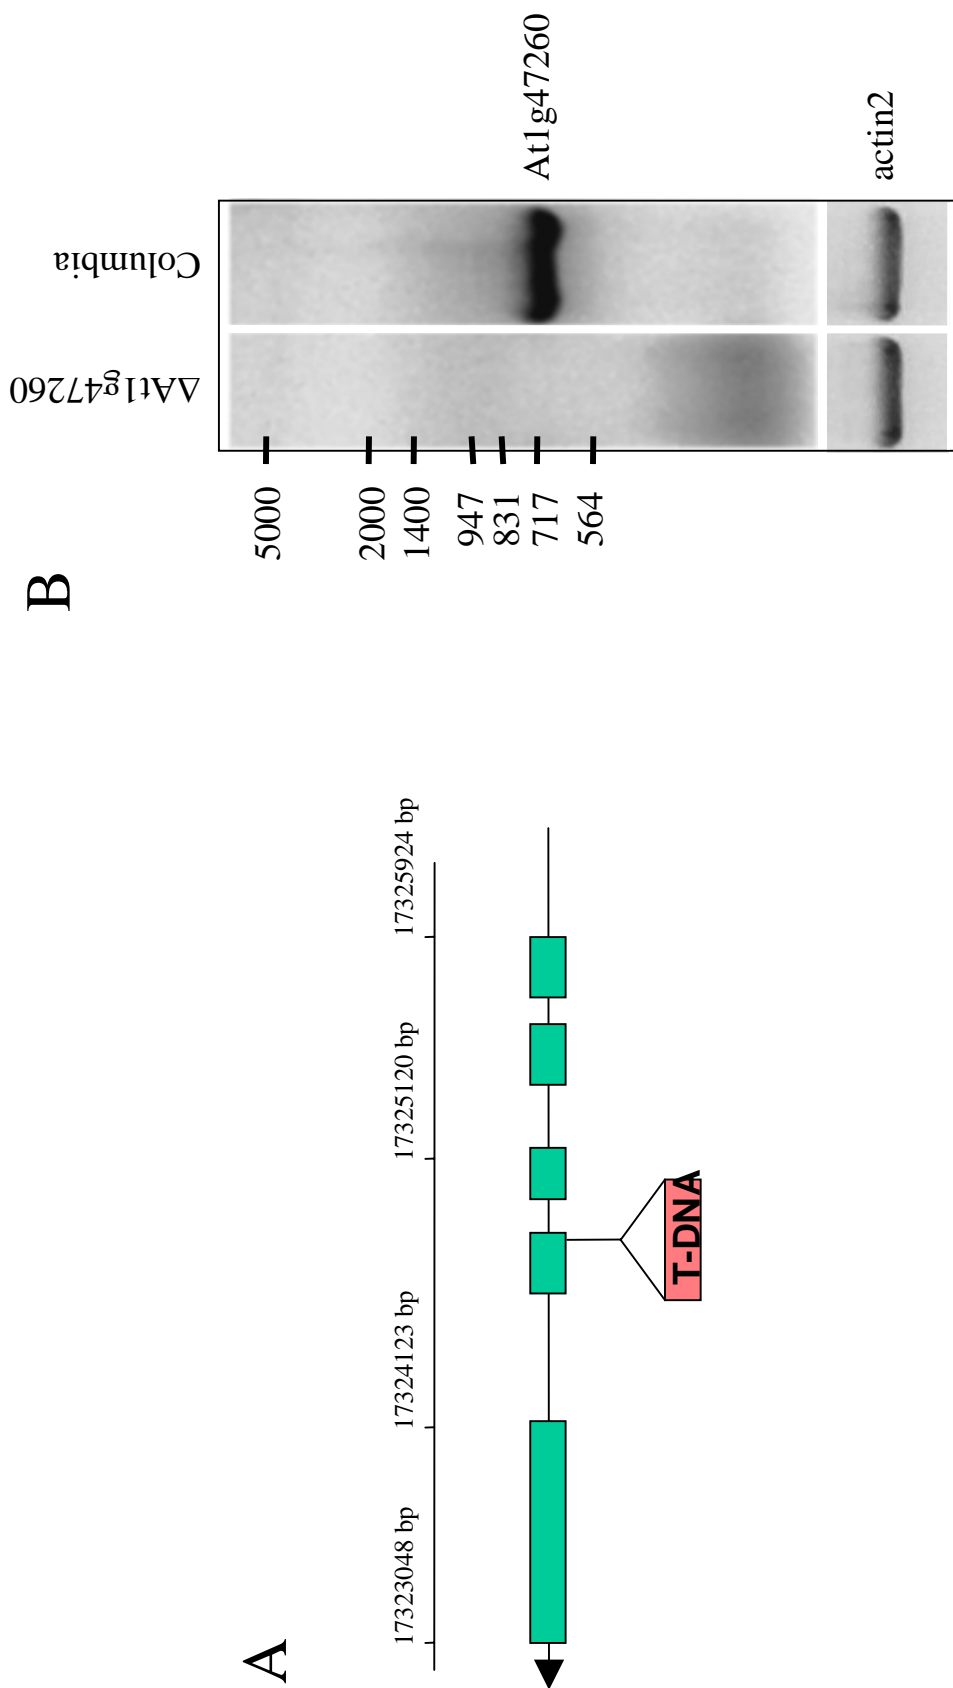 A
17323048 bp
17324123 bp
17325120 bp
17325924 bp
T-DNA
B
5000
2000
1400
947
831
717
564
ΔAt1g47260
Columbia
At1g47260
actin2